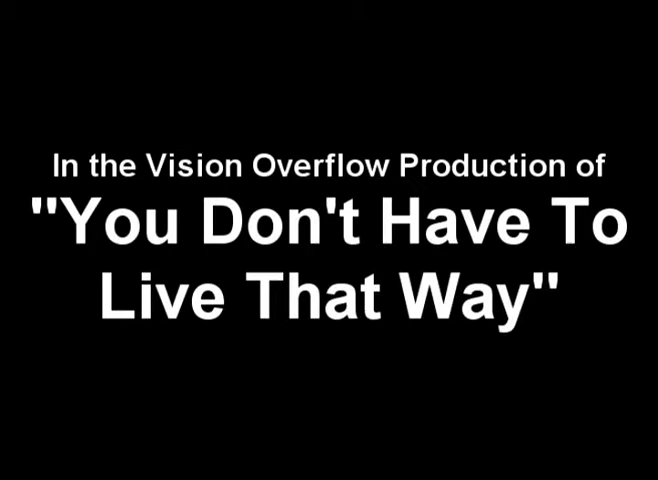 In the Vision Overflow Production of
"You Don't Have To
Live That Way"